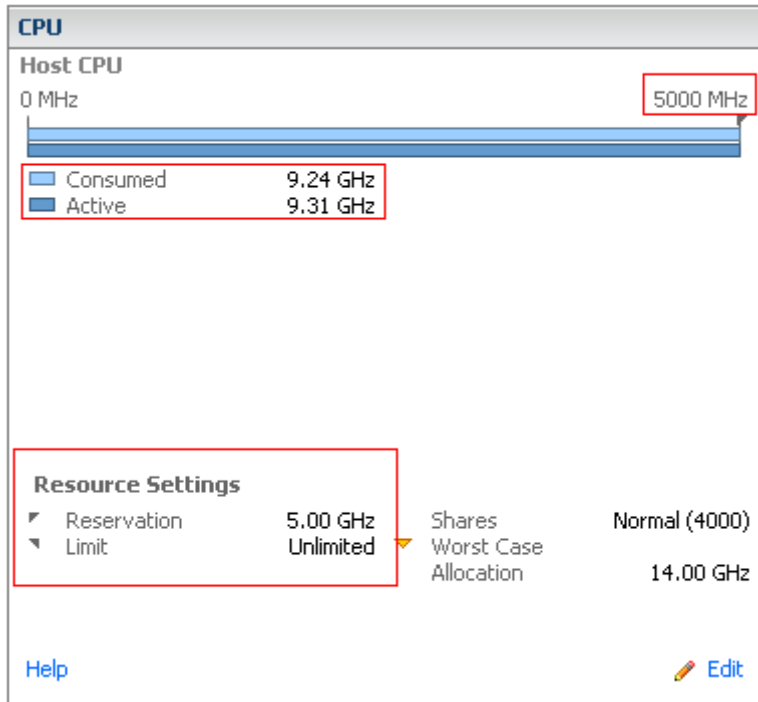 CPU
Host CPU
0 MHz 5000 MHz
Consumed 9.24 GHz
Active 9.31 GHz
Resource Settings
Reservation 5.00 GHz Shares Normal (4000)
Limit Unlimited Worst Case
Allocation 14.00 GHz
Help Edit